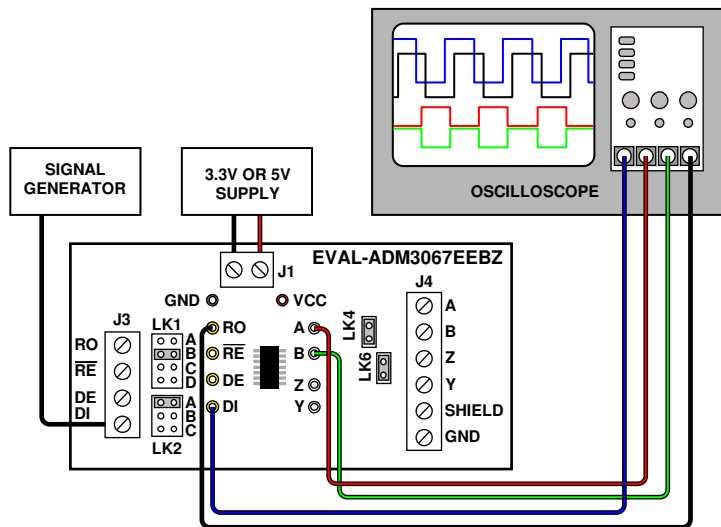 OSCILLOSCOPE
SIGNAL
GENERATOR
3.3V OR 5V
SUPPLY
EVAL-ADM3067EEBZ
J1
GND
VCC
J3
RO
RE
DE
DI
LK1
A
B
C
D
A
B
C
LK2
RO
RE
DE
DI
A
B
Z
Y
LK4
LK6
J4
A
B
Z
Y
SHIELD
GND